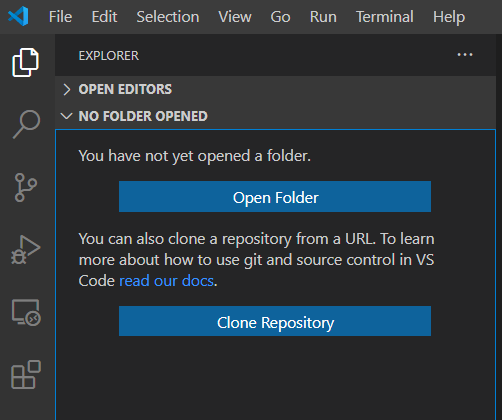 File Edit Selection View Go Run Terminal Help
EXPLORER
OPEN EDITORS
NO FOLDER OPENED
You have not yet opened a folder.
Open Folder
You can also clone a repository from a URL. To learn
more about how to use git and source control in VS
Code read our docs.
Clone Repository